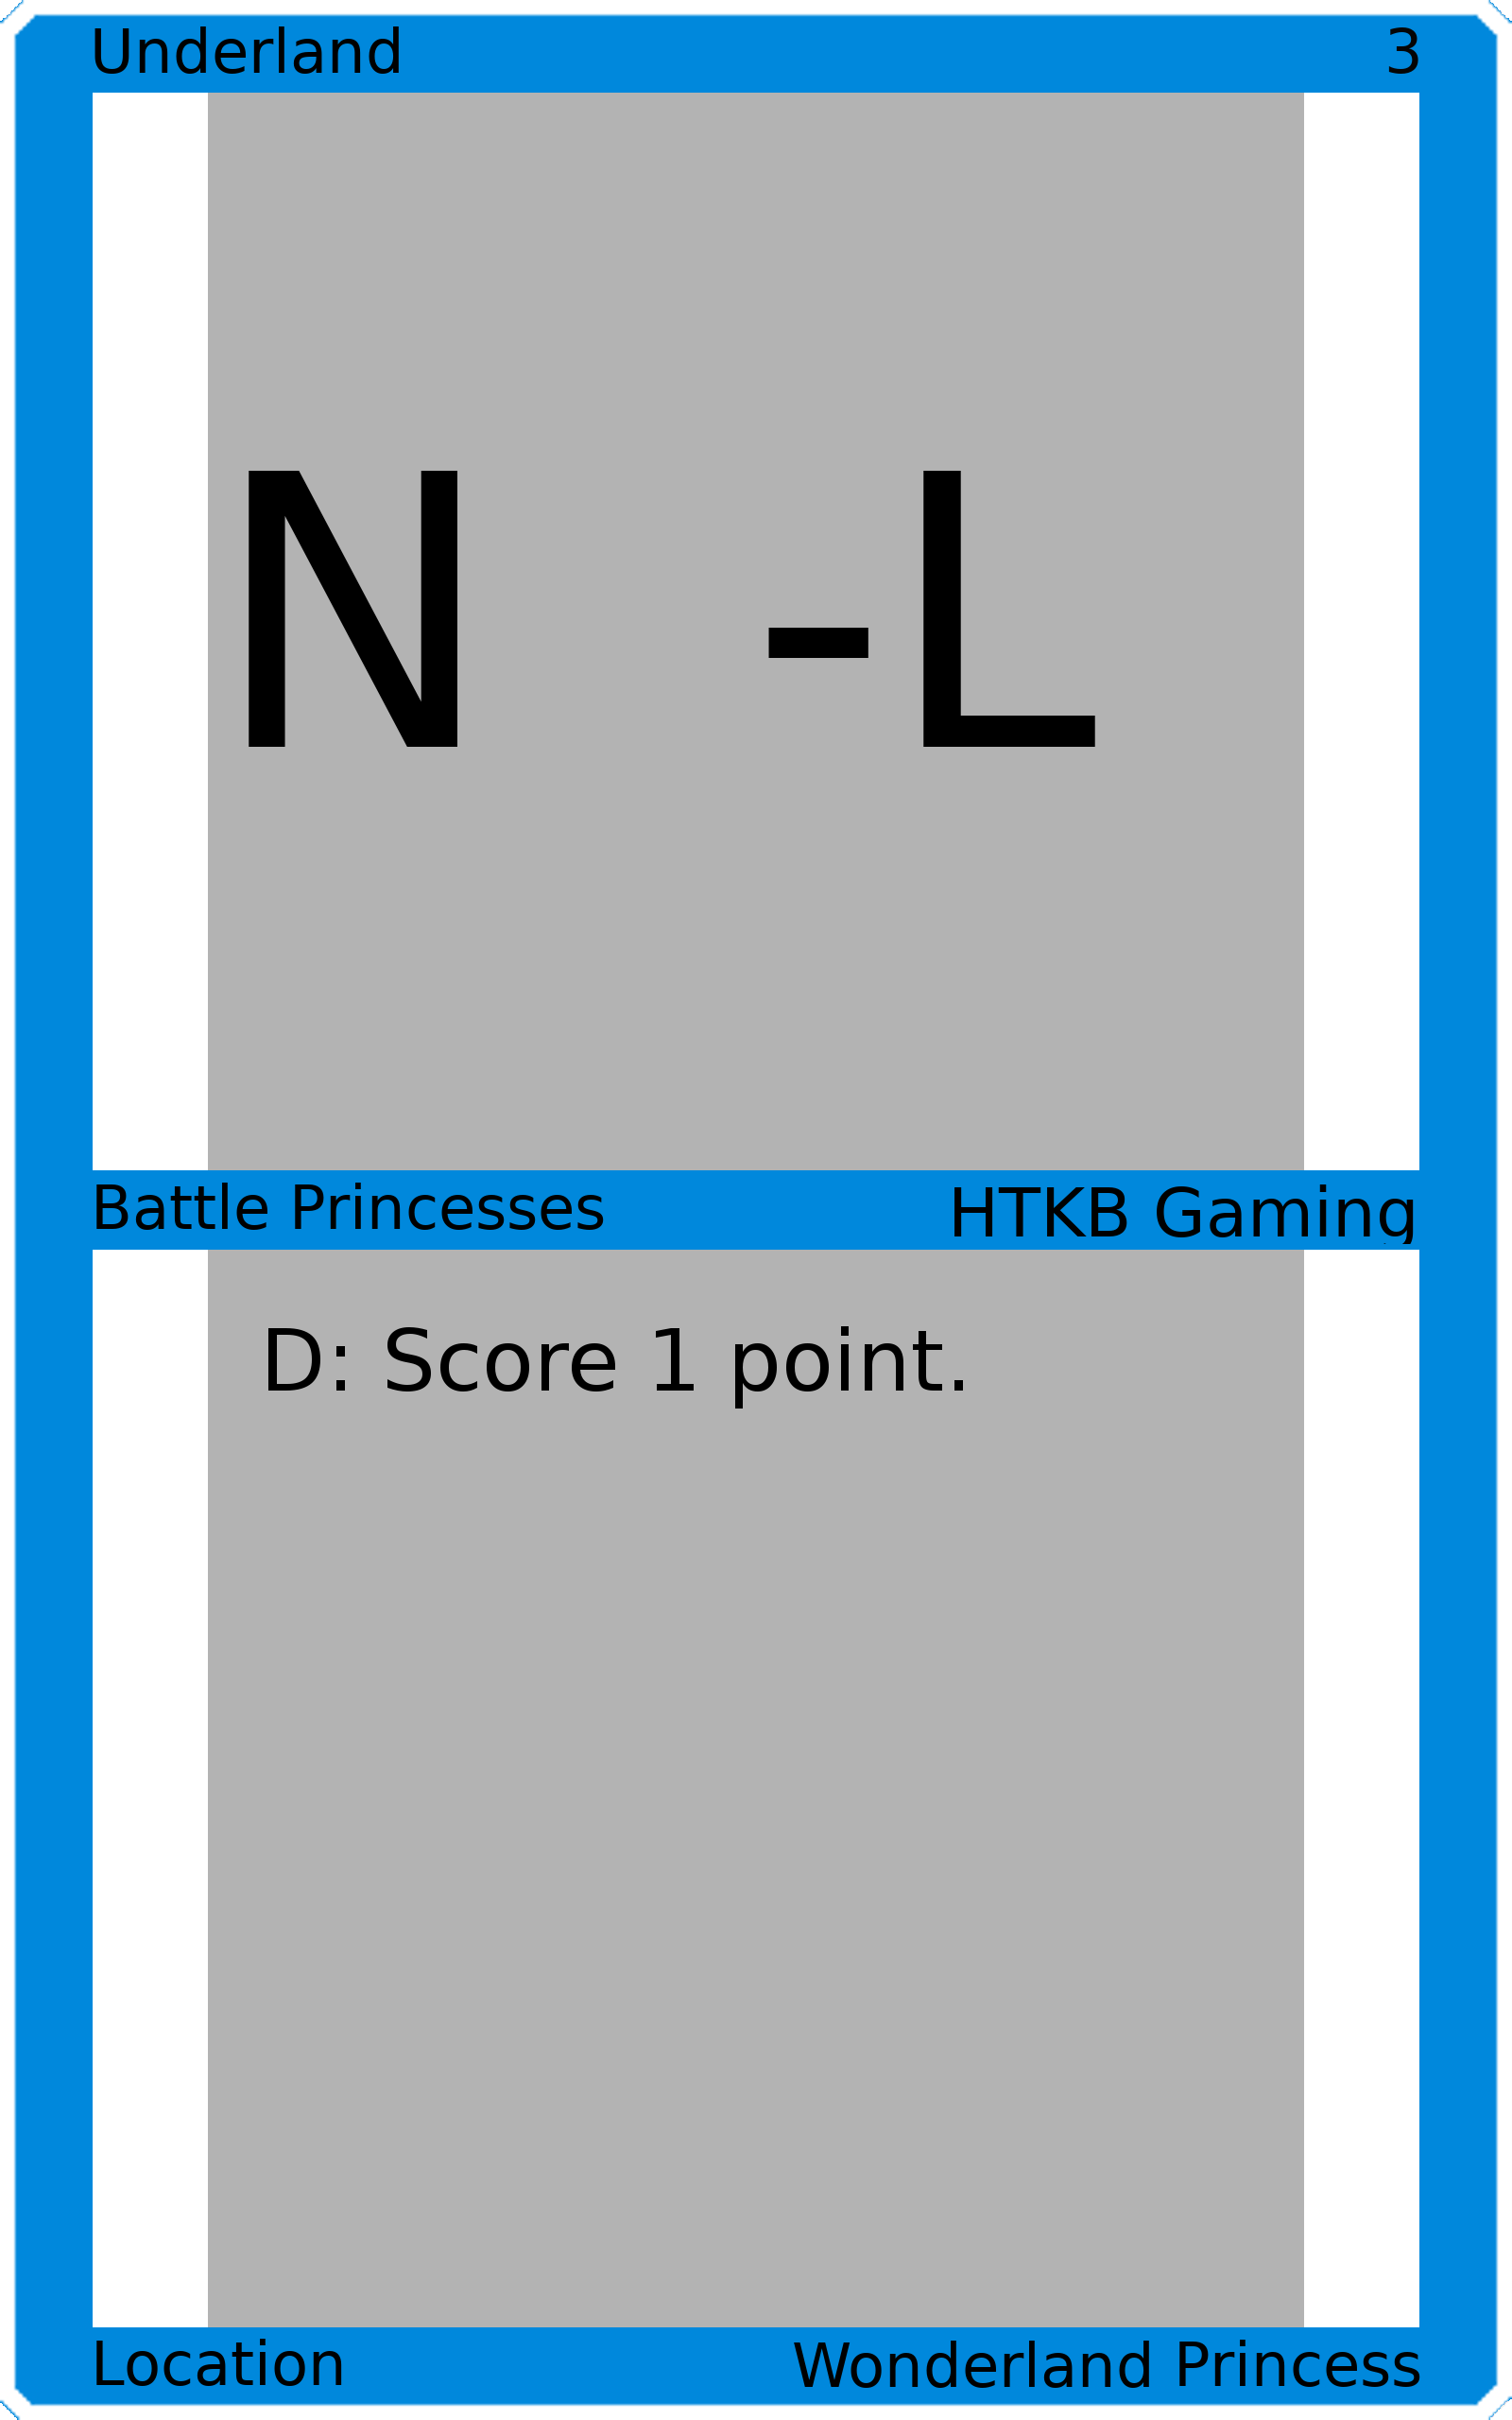 Underland 3
N -L
Battle Princesses HTKB Gaming
D: Score 1 point.
Location Wonderland Princess